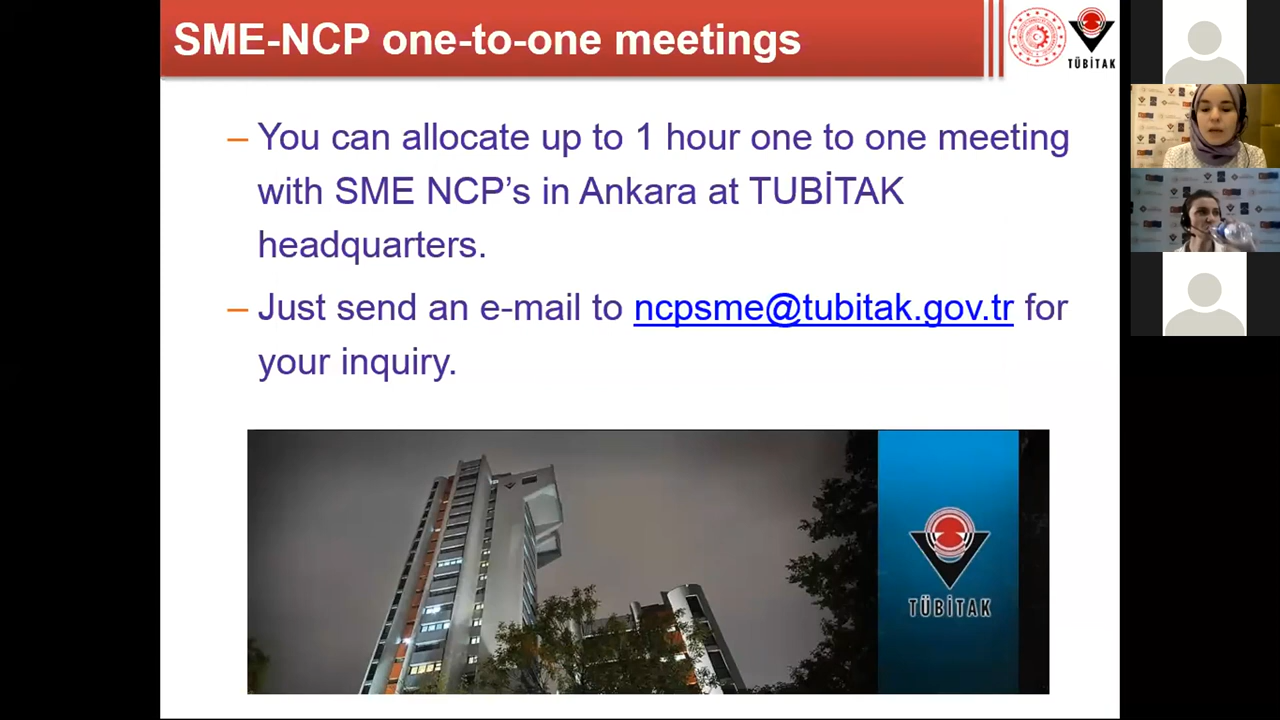 SME-NCP one-to-one meetings
TÜBİTAK
– You can allocate up to 1 hour one to one meeting
with SME NCP’s in Ankara at TUBİTAK
headquarters.
– Just send an e-mail to ncpsme@tubitak.gov.tr for
your inquiry.
TÜBİTAK